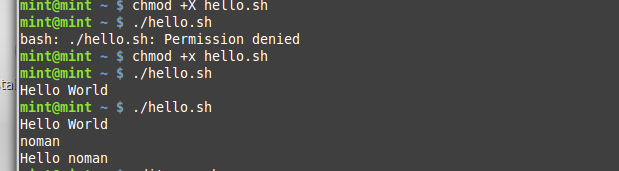 mint@mint ~ $ chmod +X hello.sh
mint@mint ~ $ ./hello.sh
bash: ./hello.sh: Permission denied
mint@mint ~ $ chmod +x hello.sh
mint@mint ~ $ ./hello.sh
Hello World
mint@mint ~ $ ./hello.sh
Hello World
noman
Hello noman